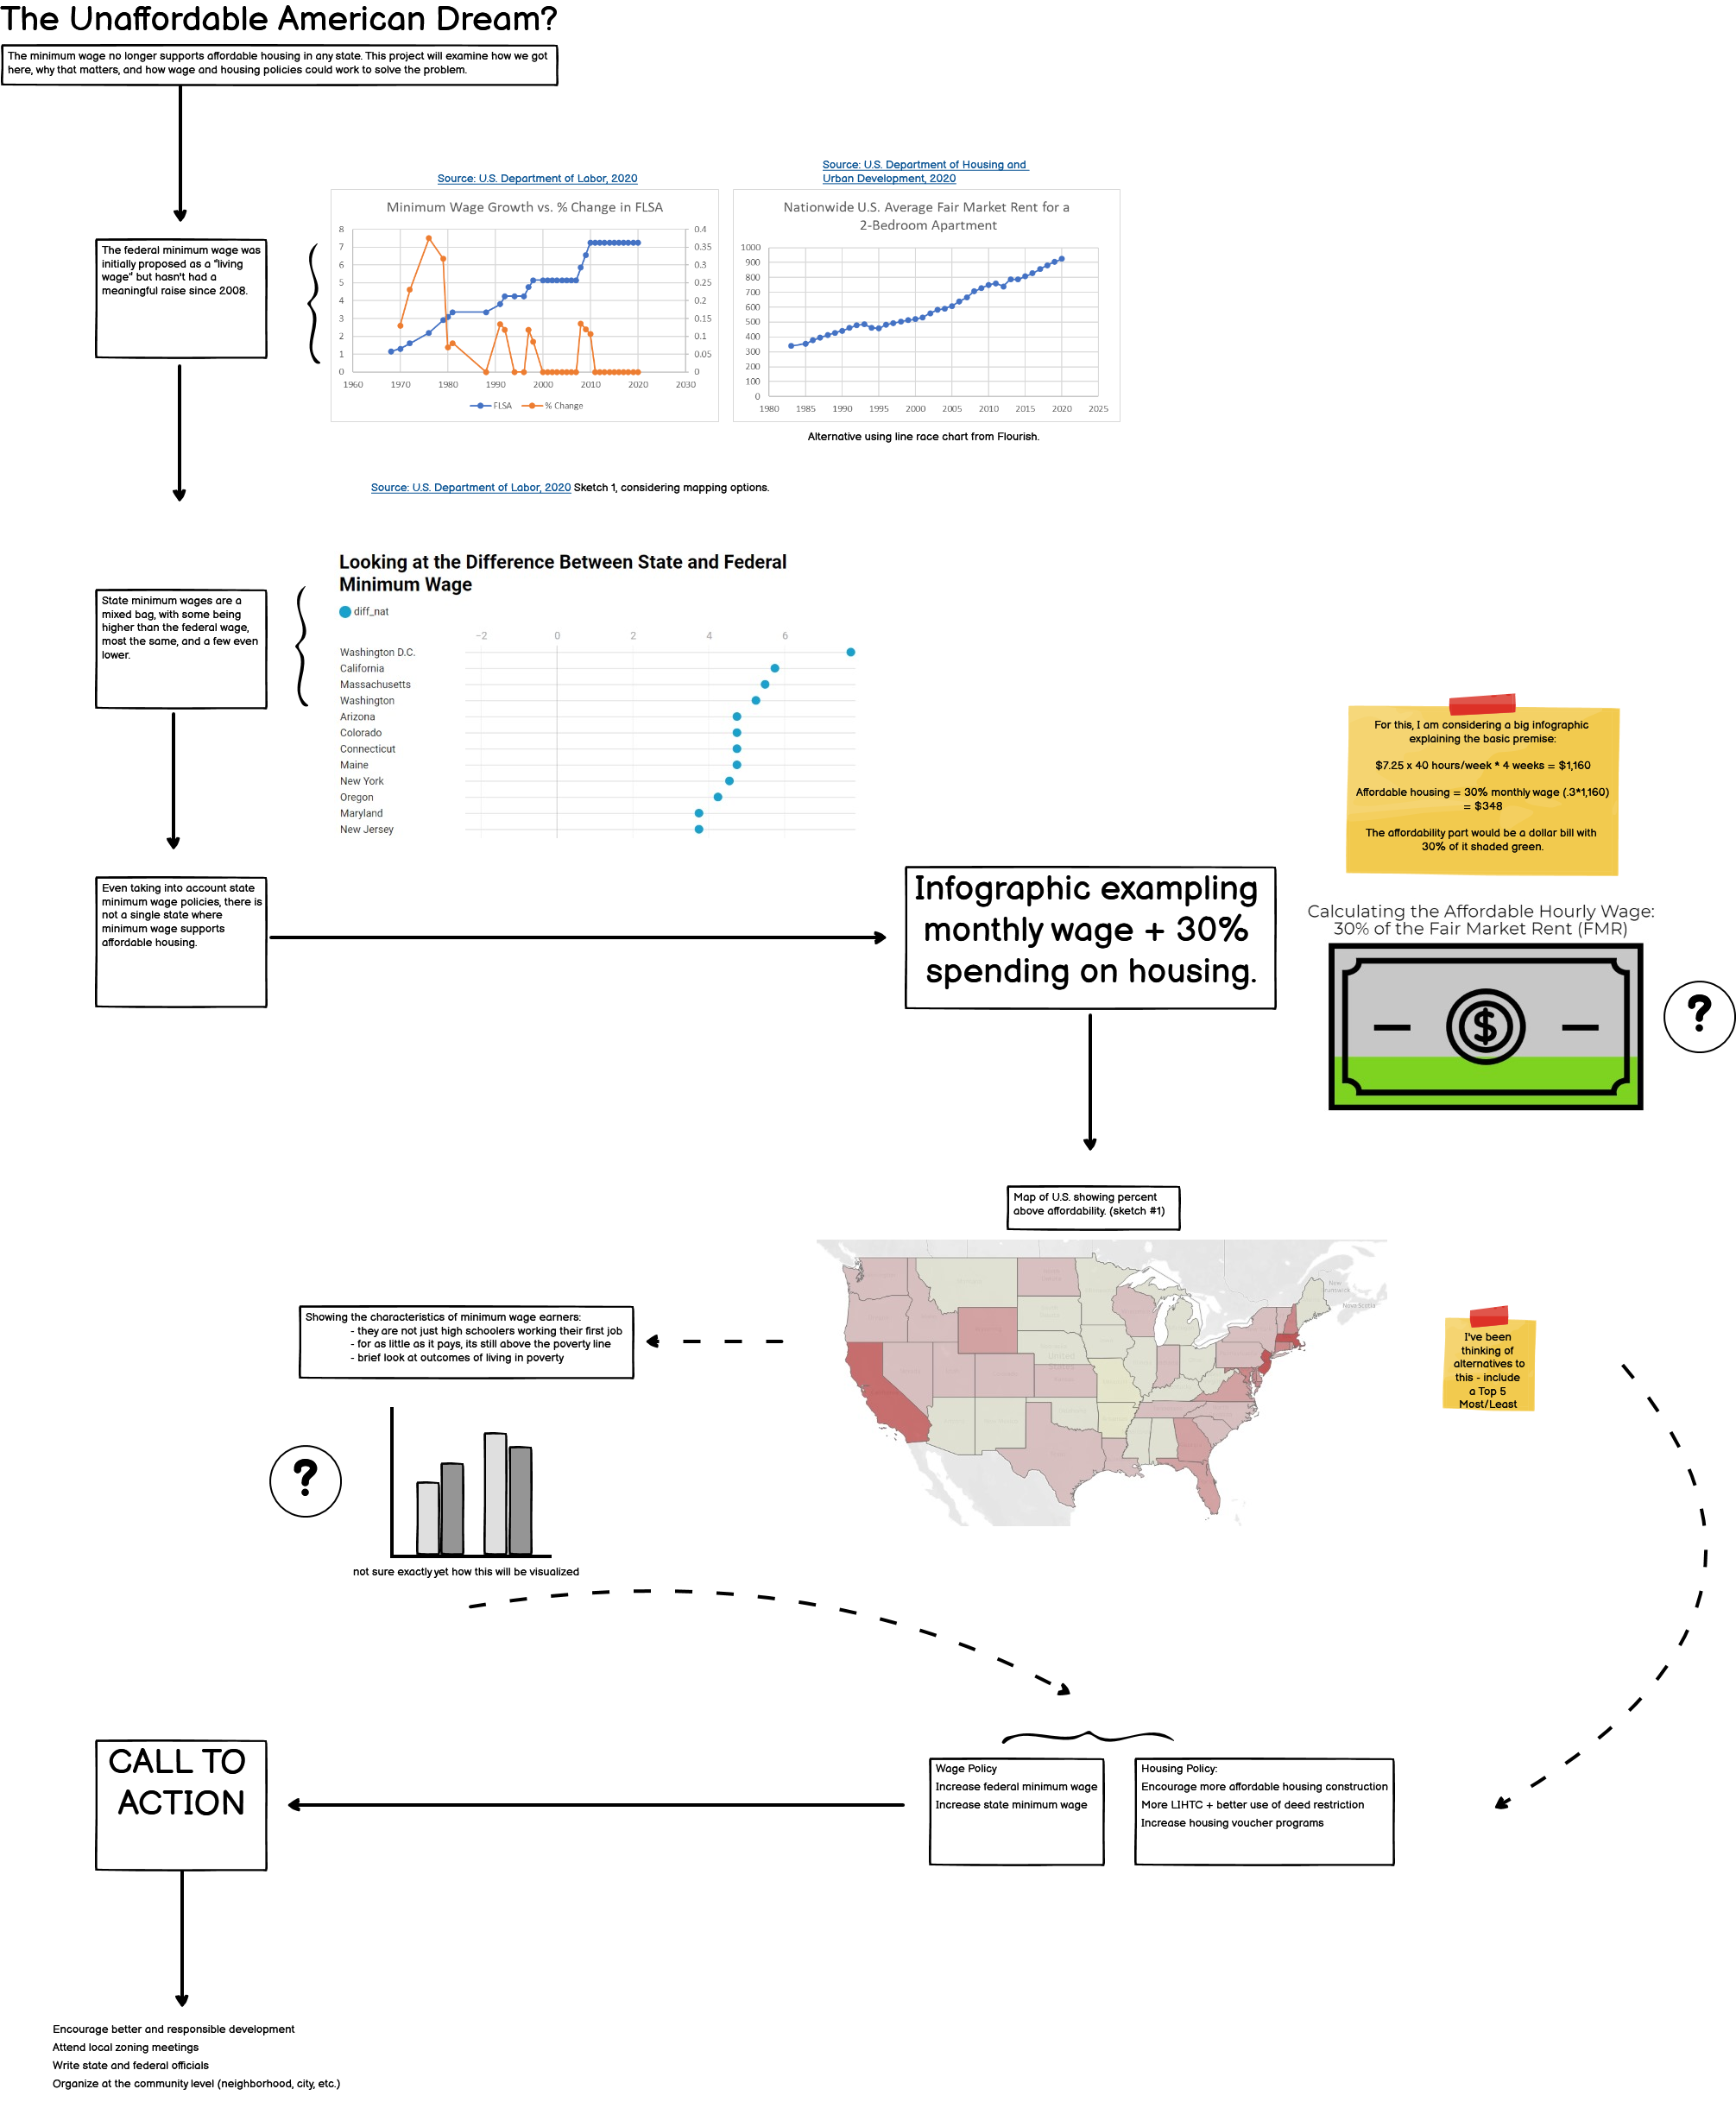 The Unaffordable American Dream?
The minimum wage no longer supports affordable housing in any state. This project will examine how we got
here, why that matters, and how wage and housing policies could work to solve the problem.
Source: U.S. Department of Labor, 2020
Source: U.S. Department of Housing and
Urban Development, 2020
The federal minimum wage was
initially proposed as a "living
wage" but hasn't had a
meaningful raise since 2008.
Minimum Wage Growth vs. % Change in FLSA
8
7
6
5
4
3
2
1
0
0.4
0.35
0.3
0.25
0.2
0.15
0.1
0.05
0
1960 1970 1980 1990 2000 2010 2020 2030
FLSA % Change
Nationwide U.S. Average Fair Market Rent for a
2-Bedroom Apartment
1000
900
800
700
600
500
400
300
200
100
0
1980 1985 1990 1995 2000 2005 2010 2015 2020 2025
Alternative using line race chart from Flourish.
Source: U.S. Department of Labor, 2020 Sketch 1, considering mapping options.
State minimum wages are a
mixed bag, with some being
higher than the federal wage,
most the same, and a few even
lower.
Looking at the Difference Between State and Federal
Minimum Wage
diff_nat
−2 0 2 4 6
Washington D.C.
California
Massachusetts
Washington
Arizona
Colorado
Connecticut
Maine
New York
Oregon
Maryland
New Jersey
For this, I am considering a big infographic
explaining the basic premise:
$7.25 x 40 hours/week * 4 weeks = $1,160
Affordable housing = 30% monthly wage (.3*1,160)
= $348
The affordability part would be a dollar bill with
30% of it shaded green.
Even taking into account state
minimum wage policies, there is
not a single state where
minimum wage supports
affordable housing.
Infographic exampling
monthly wage + 30%
spending on housing.
Calculating the Affordable Hourly Wage:
30% of the Fair Market Rent (FMR)
$
?
Map of U.S. showing percent
above affordability. (sketch #1)
United
New
Nova Scotia
Showing the characteristics of minimum wage earners:
- they are not just high schoolers working their first job
- for as little as it pays, its still above the poverty line
- brief look at outcomes of living in poverty
?
not sure exactly yet how this will be visualized
I've been
thinking of
alternatives to
this - include
a Top 5
Most/Least
Wage Policy
Increase federal minimum wage
Increase state minimum wage
Housing Policy:
Encourage more affordable housing construction
More LIHTC + better use of deed restriction
Increase housing voucher programs
CALL TO
ACTION
Encourage better and responsible development
Attend local zoning meetings
Write state and federal officials
Organize at the community level (neighborhood, city, etc.)